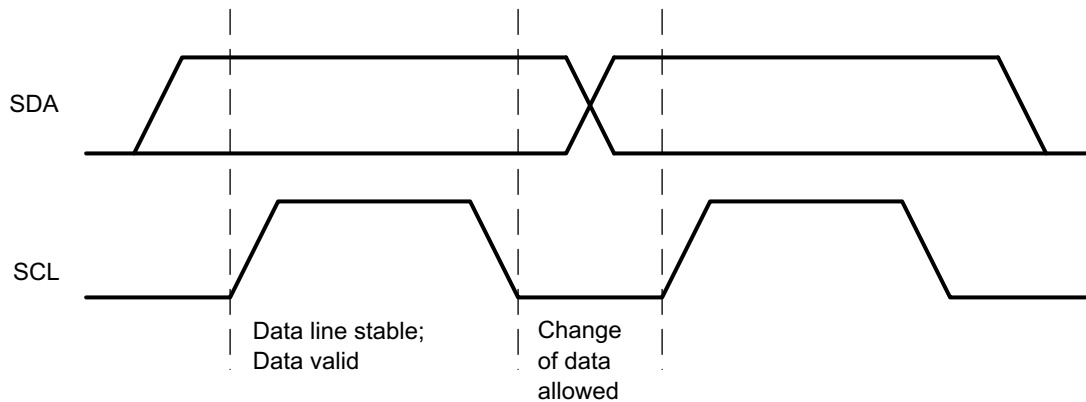 SDA
SCL
Data line stable;
Data valid
Change
of data
allowed